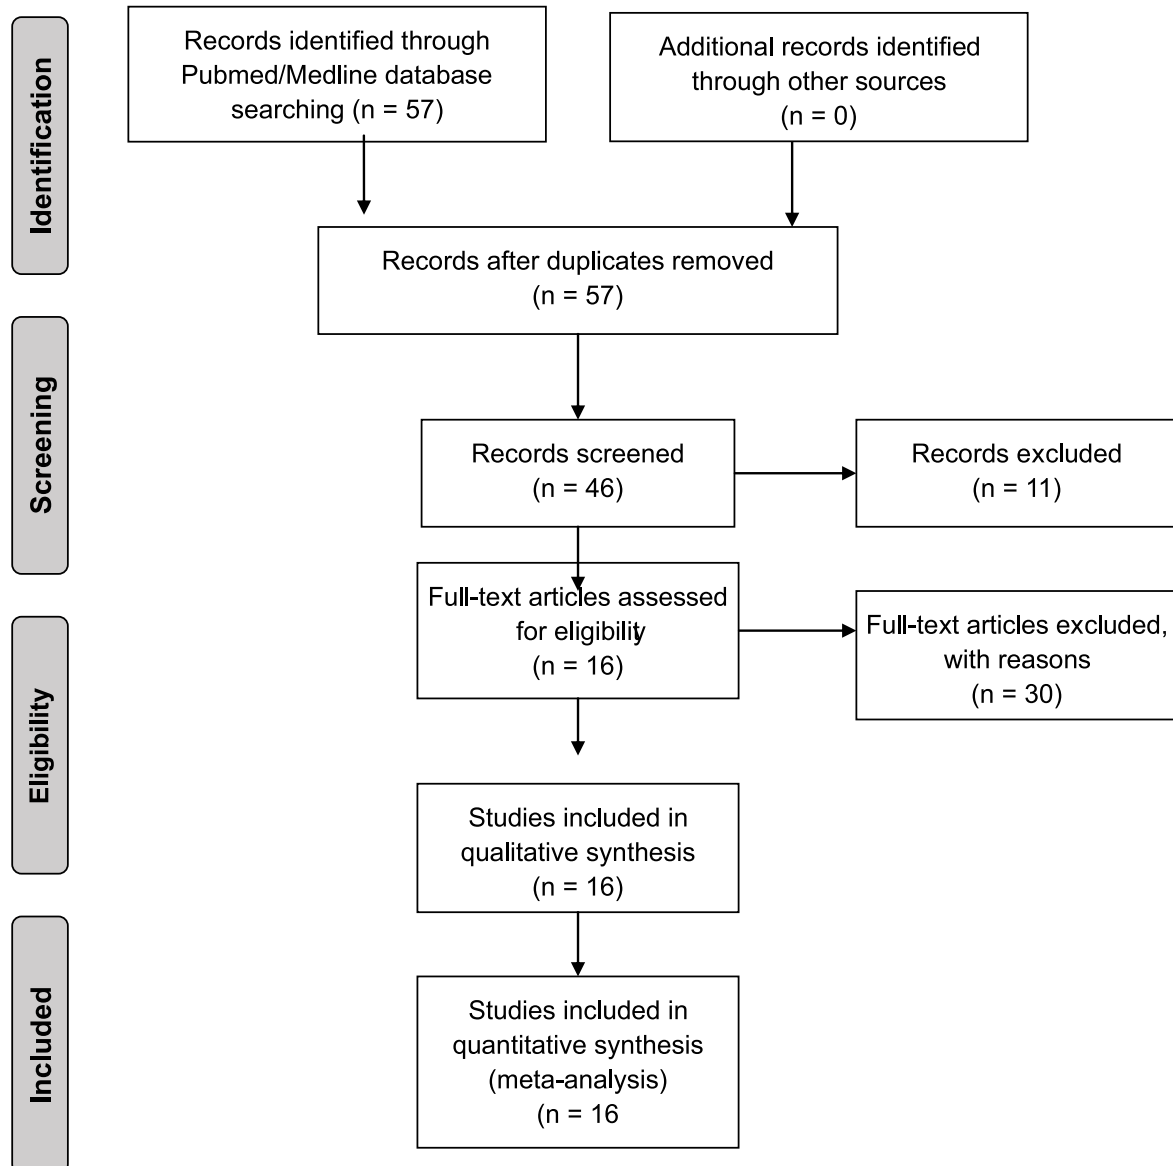 Identification
Records identified through
Pubmed/Medline database
searching (n = 57)
Additional records identified
through other sources
(n = 0)
Records after duplicates removed
(n = 57)
Screening
Records screened
(n = 46)
Records excluded
(n = 11)
Eligibility
Full-text articles assessed
for eligibility
(n = 16)
Full-text articles excluded,
with reasons
(n = 30)
Studies included in
qualitative synthesis
(n = 16)
Included
Studies included in
quantitative synthesis
(meta-analysis)
(n = 16